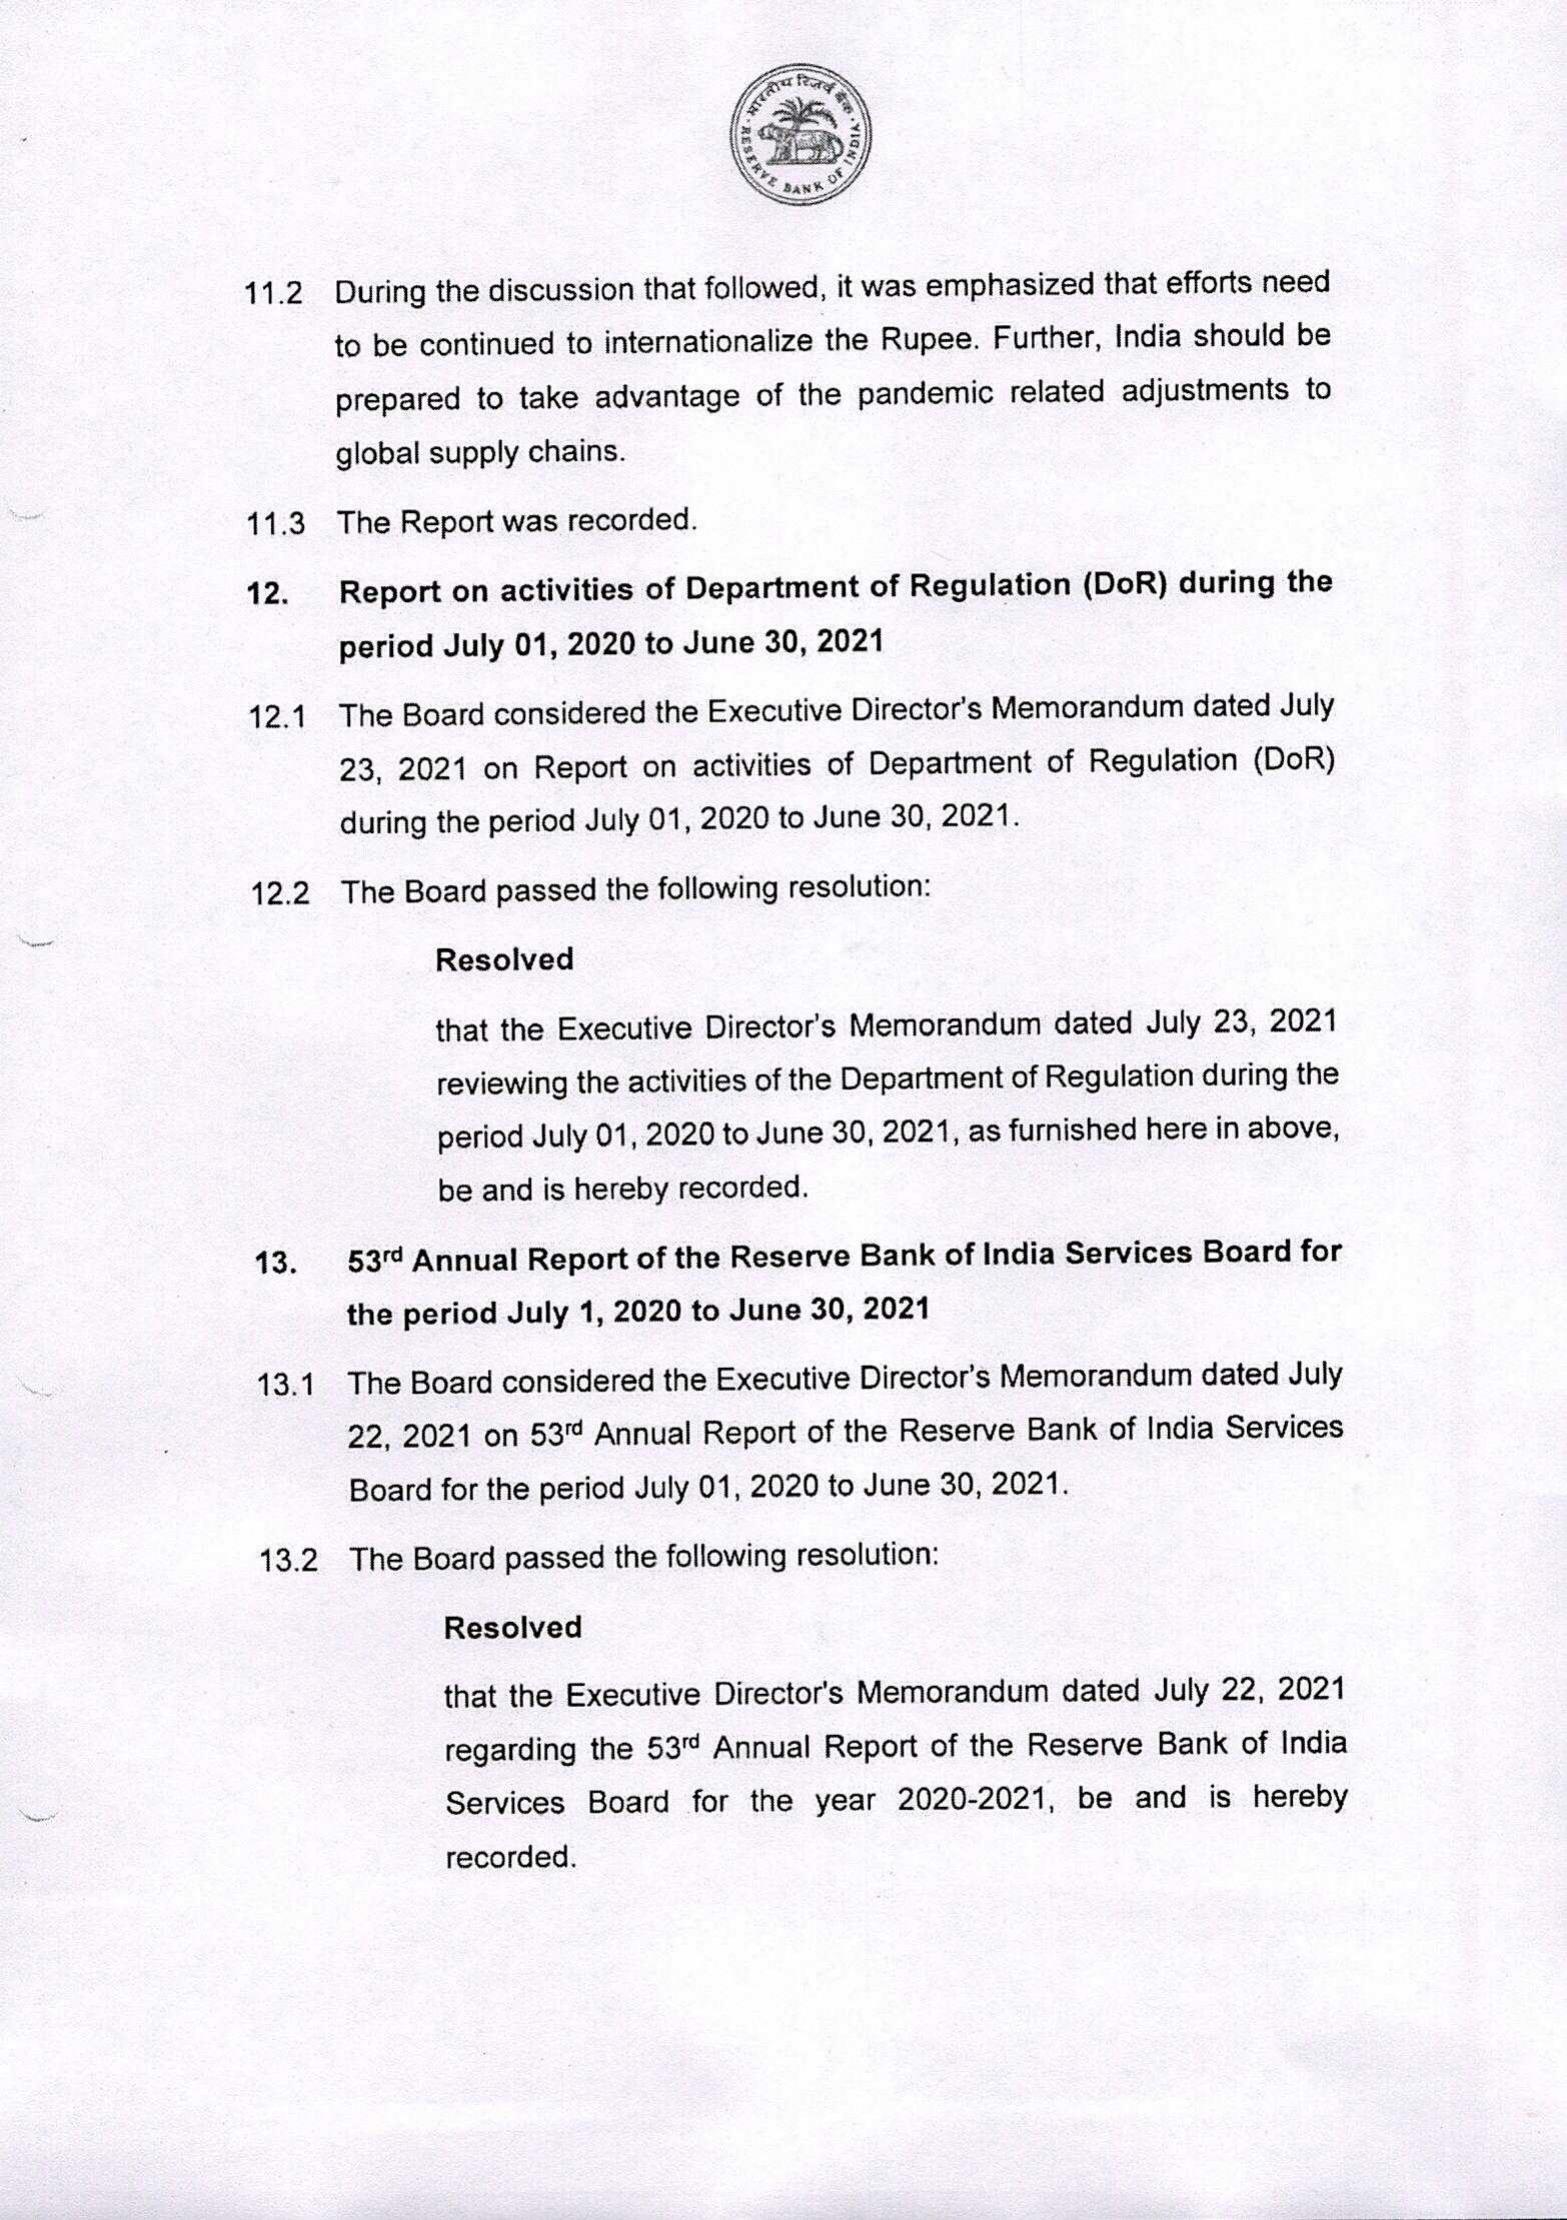 भारतीय रिज़र्व बैंक
RESERVE BANK OF INDIA
11.2 During the discussion that followed, it was emphasized that efforts need
to be continued to internationalize the Rupee. Further, India should be
prepared to take advantage of the pandemic related adjustments to
global supply chains.
11.3 The Report was recorded.
12. Report on activities of Department of Regulation (DoR) during the
period July 01, 2020 to June 30, 2021
12.1 The Board considered the Executive Director's Memorandum dated July
23, 2021 on Report on activities of Department of Regulation (DoR)
during the period July 01, 2020 to June 30, 2021.
12.2 The Board passed the following resolution:
Resolved
that the Executive Director's Memorandum dated July 23, 2021
reviewing the activities of the Department of Regulation during the
period July 01, 2020 to June 30, 2021, as furnished here in above,
be and is hereby recorded.
13. 53rd Annual Report of the Reserve Bank of India Services Board for
the period July 1, 2020 to June 30, 2021
13.1 The Board considered the Executive Director's Memorandum dated July
22, 2021 on 53rd Annual Report of the Reserve Bank of India Services
Board for the period July 01, 2020 to June 30, 2021.
13.2 The Board passed the following resolution:
Resolved
that the Executive Director's Memorandum dated July 22, 2021
regarding the 53rd Annual Report of the Reserve Bank of India
Services Board for the year 2020-2021, be and is hereby
recorded.